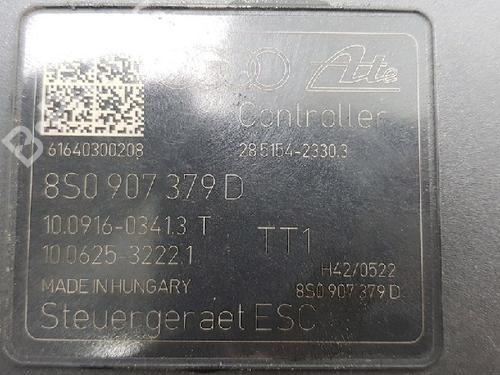 Ate
Controller
61640300208
28.5154-2330.3
8S0 907 379 D
10.0916-0341.3 T
10.0625-3222.1
TT1
H42/0522
MADE IN HUNGARY
8S0 907 379 D
Steuergeraet ESC